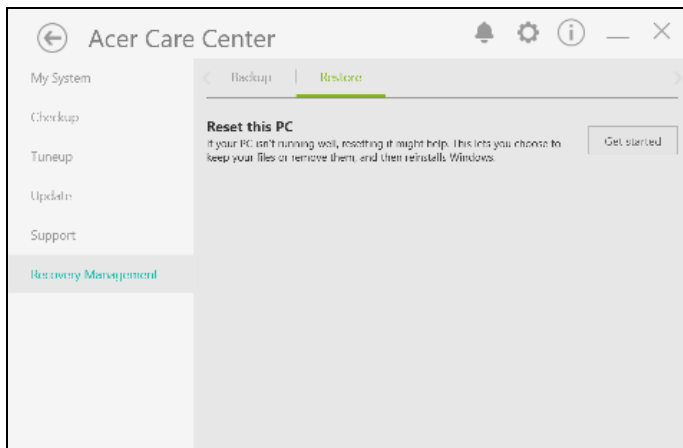 Acer Care Center
My System
Backup | Restore
Checkup
Reset this PC
If your PC isn't running well, resetting it might help. This lets you choose to
keep your files or remove them, and then reinstalls Windows.
Get started
Tuneup
Update
Support
Recovery Management